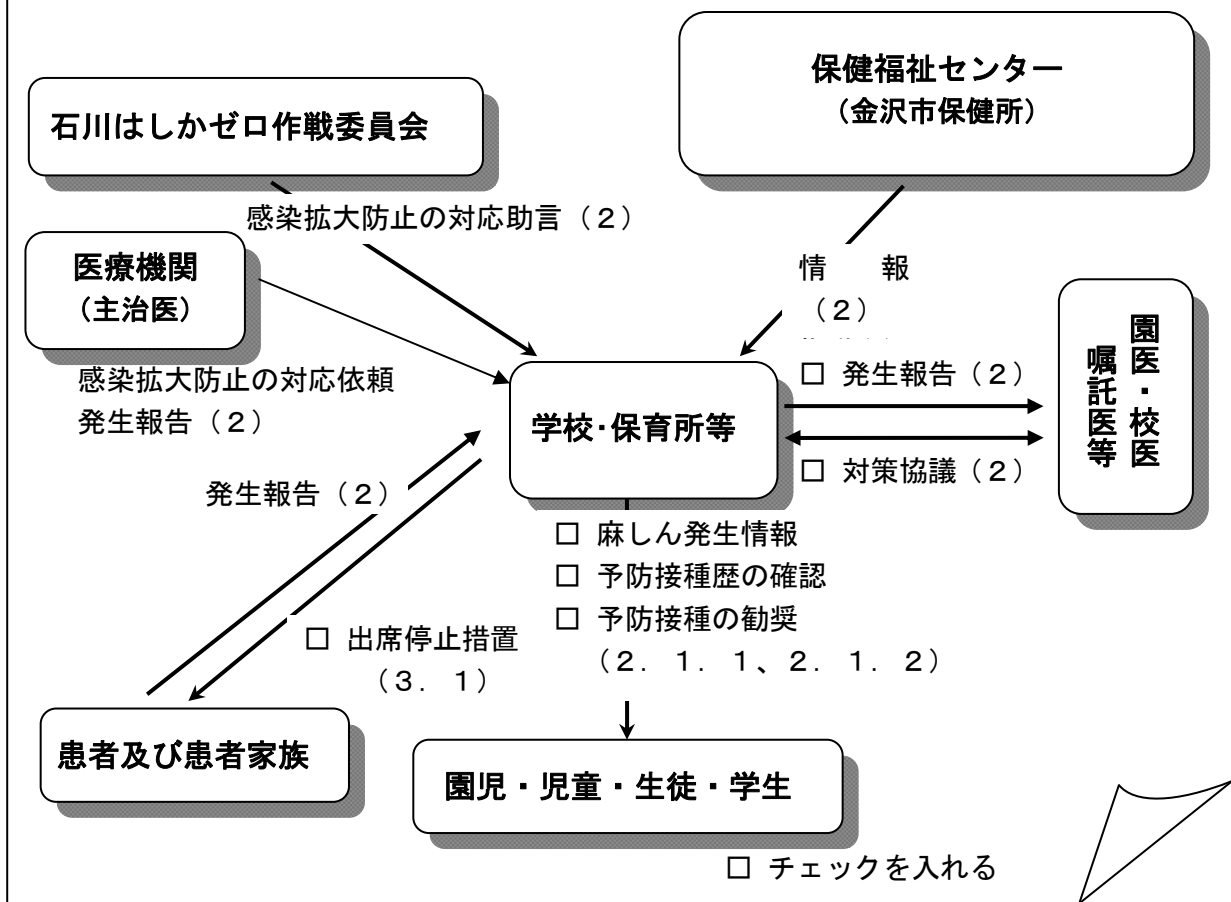 保健福祉センター
（金沢市保健所）
石川はしかゼロ作戦委員会
感染拡大防止の対応助言（２）
医療機関
（主治医）
情　報
（２）
感染拡大防止の対応依頼
発生報告（２）
学校･保育所等
□ 発生報告（２）
□ 対策協議（２）
園医・校医
嘱託医等
発生報告（２）
□ 麻しん発生情報
□ 予防接種歴の確認
□ 予防接種の勧奨
（２．１．１、２．１．２）
□ 出席停止措置
（３．１）
患者及び患者家族
園児・児童・生徒・学生
□ チェックを入れる